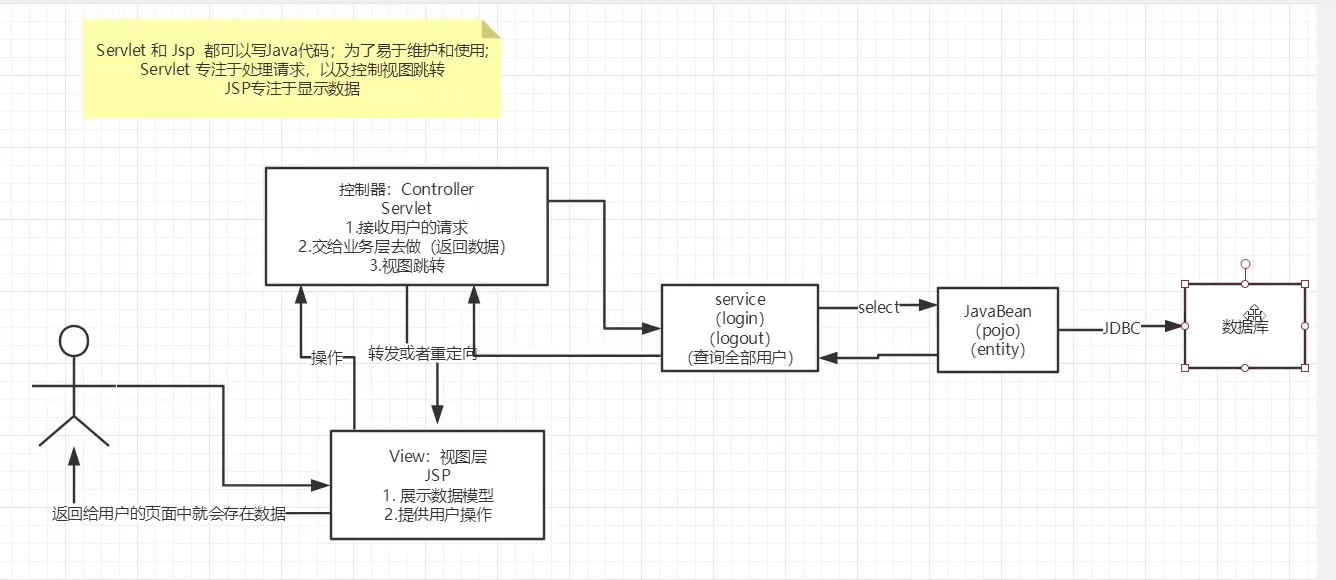 Servlet 和 Jsp 都可以写Java代码；为了易于维护和使用;
Servlet 专注于处理请求，以及控制视图跳转
JSP专注于显示数据
控制器：Controller
Servlet
1.接收用户的请求
2.交给业务层去做（返回数据）
3.视图跳转
service
(login)
(logout)
(查询全部用户)
select
JavaBean
(pojo)
(entity)
JDBC
数据库
操作
转发或者重定向
View：视图层
JSP
1. 展示数据模型
2.提供用户操作
返回给用户的页面中就会存在数据